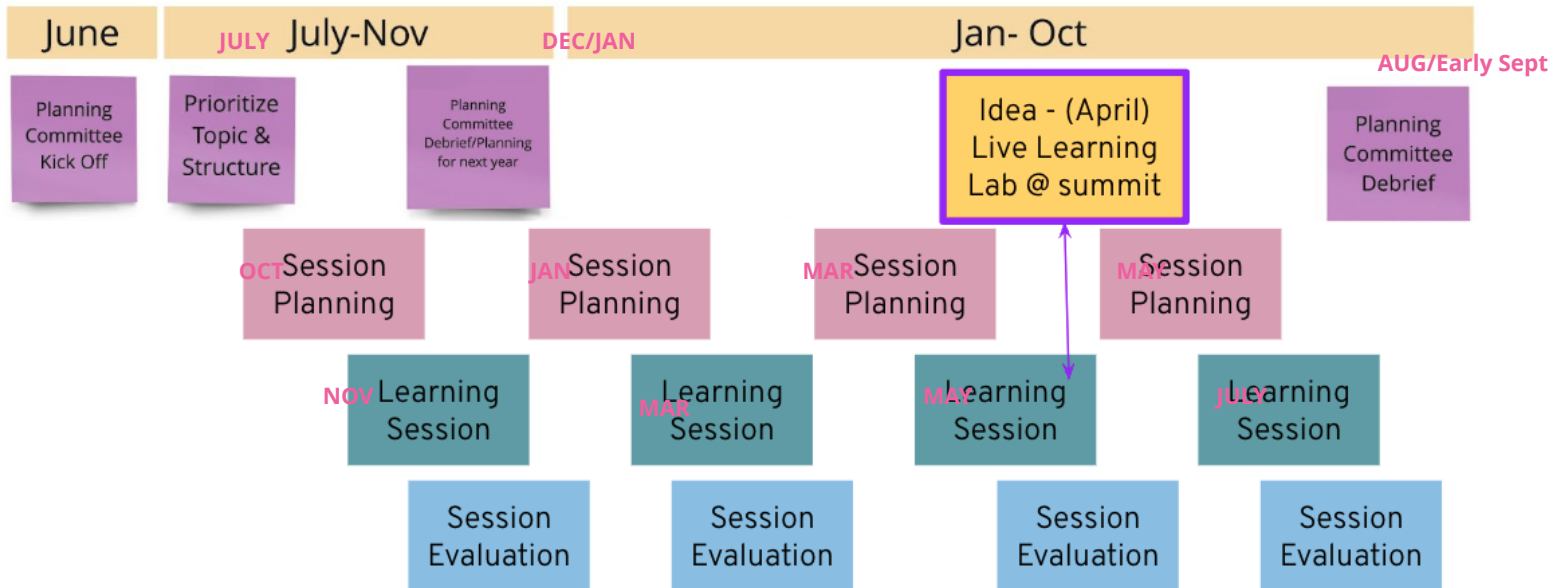 June
JULY
July-Nov
DEC/JAN
Jan- Oct
AUG/Early Sept
Planning
Committee
Kick Off
Prioritize
Topic &
Structure
Planning
Committee
Debrief/Planning
for next year
Idea - (April)
Live Learning
Lab @ summit
Planning
Committee
Debrief
OCT
Session
Planning
JAN
Session
Planning
MAR
Session
Planning
MAY
Session
Planning
NOV
Learning
Session
MAR
Learning
Session
MAY
Learning
Session
JULY
Learning
Session
Session
Evaluation
Session
Evaluation
Session
Evaluation
Session
Evaluation